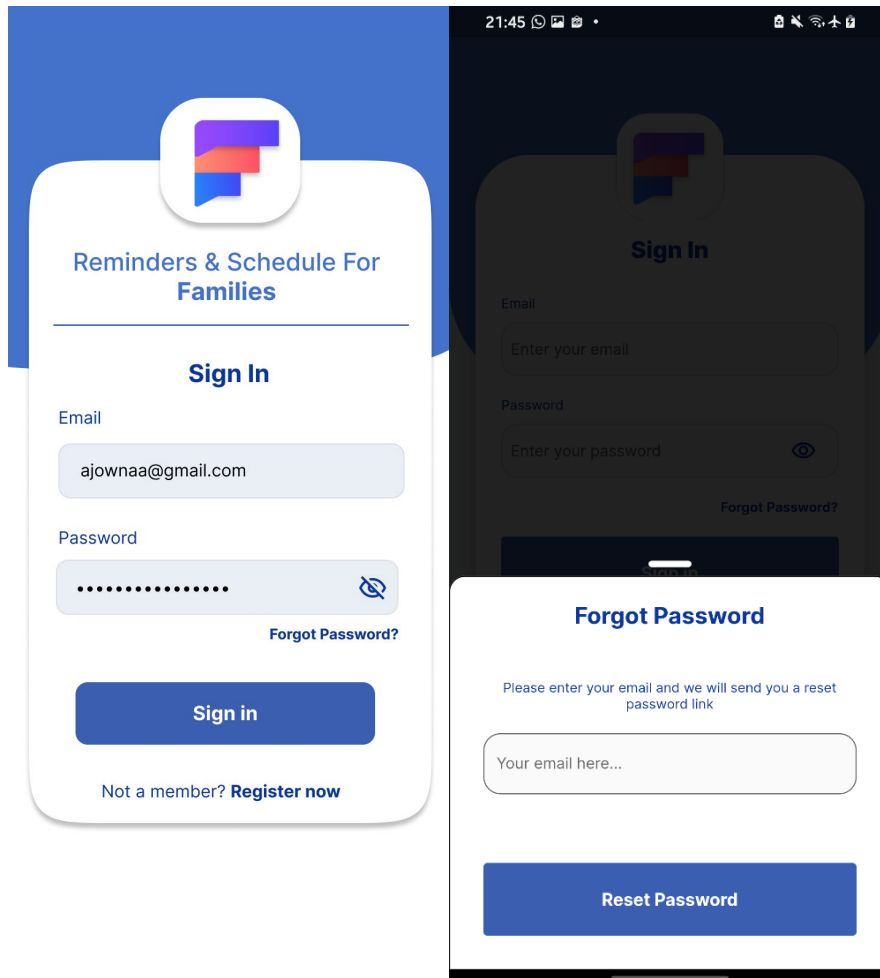 Reminders & Schedule For
Families
Sign In
Email
ajownaa@gmail.com
Password
••••••••••••••••
Forgot Password?
Sign in
Not a member? Register now
21:45
Sign In
Email
Enter your email
Password
Enter your password
Forgot Password?
Sign in
Forgot Password
Please enter your email and we will send you a reset
password link
Your email here...
Reset Password